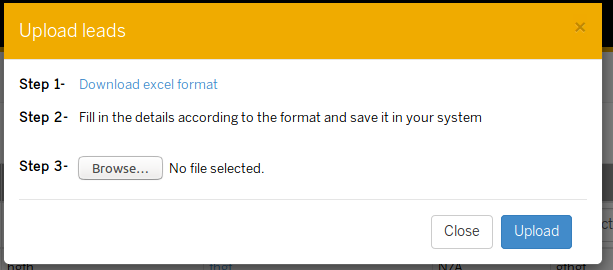 Upload leads ×
Step 1- Download excel format
Step 2- Fill in the details according to the format and save it in your system
Step 3- Browse... No file selected.
Close Upload
N/A